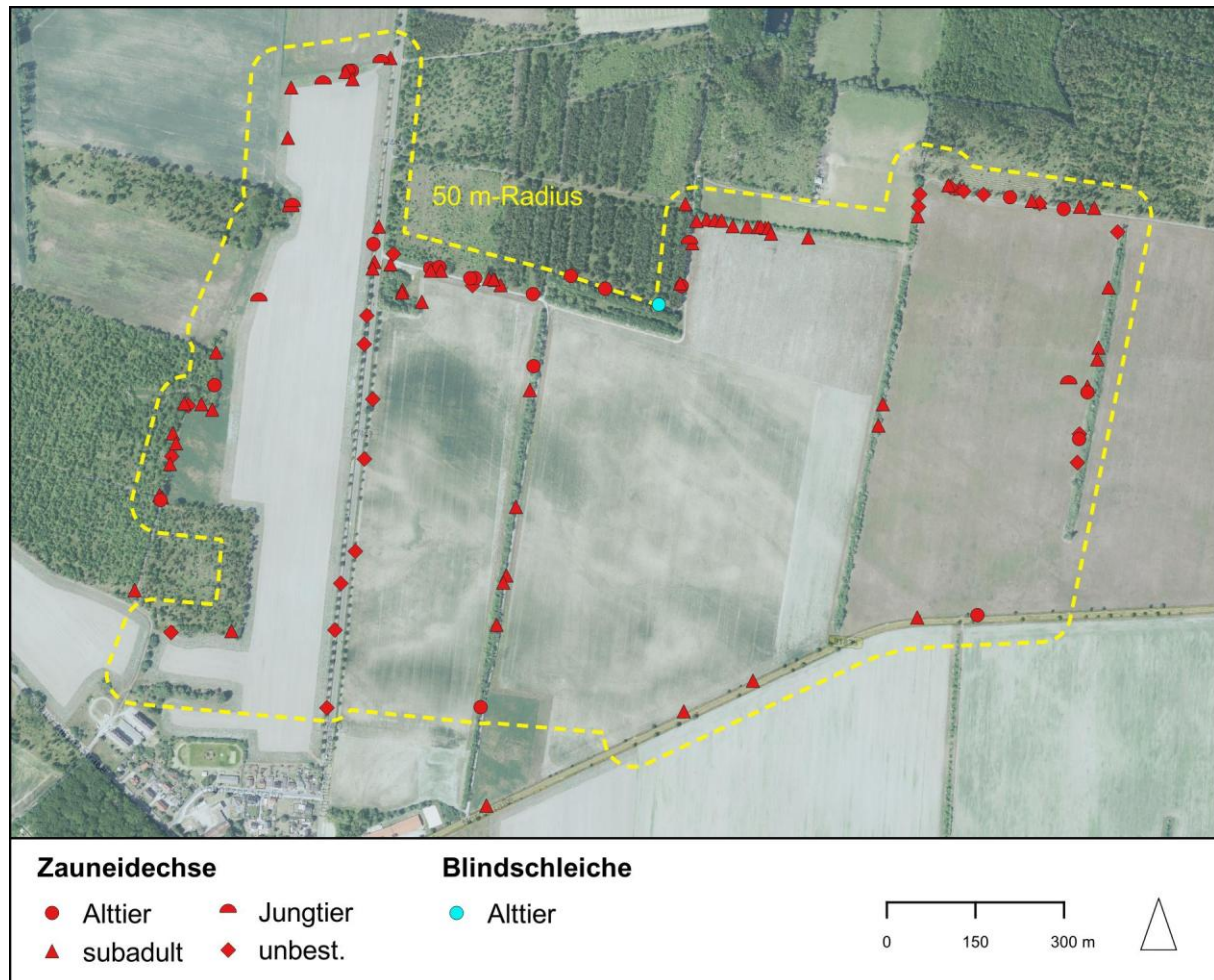 50 m-Radius
Zauneidechse
Blindschleiche
Alttier
Jungtier
Alttier
subadult
unbest.
0 150 300 m